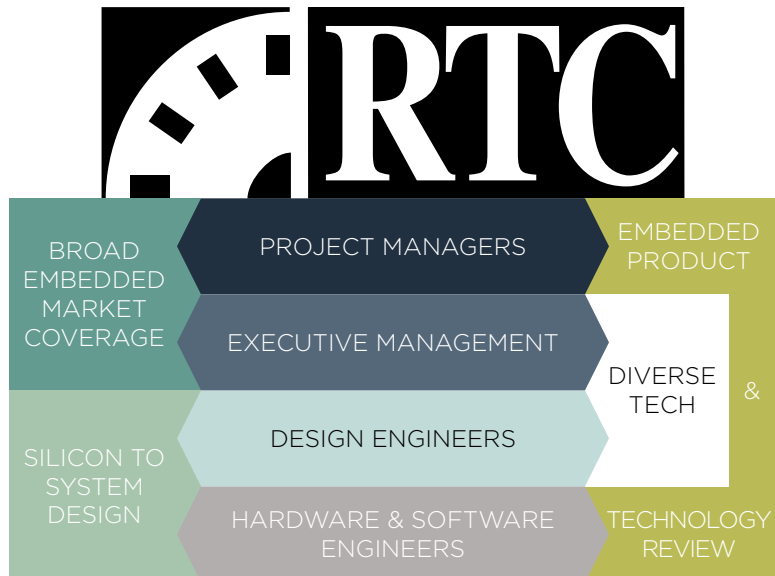 RTC
BROAD
EMBEDDED
MARKET
COVERAGE
PROJECT MANAGERS
EMBEDDED
PRODUCT
EXECUTIVE MANAGEMENT
DIVERSE
TECH
&
DESIGN ENGINEERS
SILICON TO
SYSTEM
DESIGN
HARDWARE & SOFTWARE
ENGINEERS
TECHNOLOGY
REVIEW